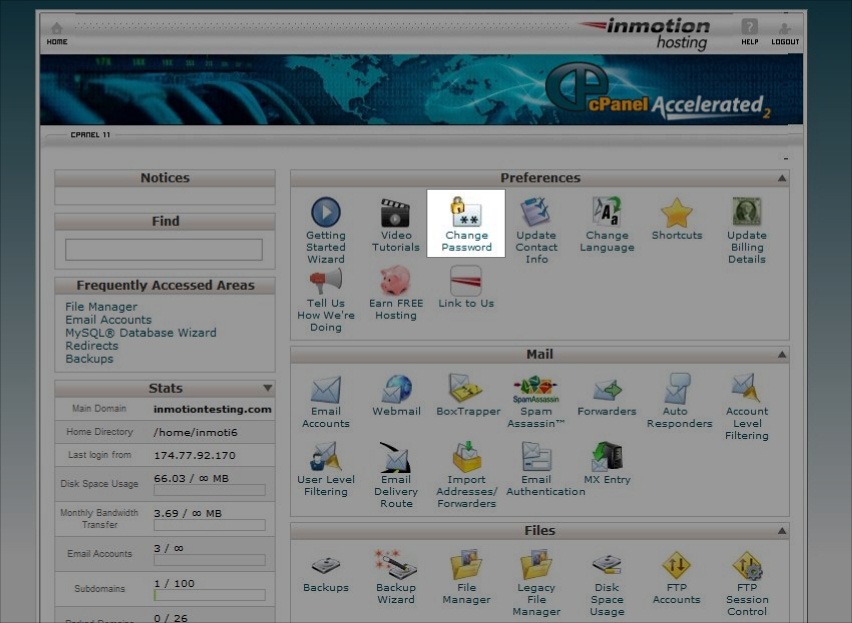 inmotion
hosting
HOME
HELP
LOGOUT
cPanel Accelerated2
CPANEL 11
Notices
Find
Frequently Accessed Areas
File Manager
Email Accounts
MySQL® Database Wizard
Redirects
Backups
Stats
Main Domain inmotiontesting.com
Home Directory /home/inmoti6
Last login from 174.77.92.170
Disk Space Usage 66.03 / ∞ MB
Monthly Bandwidth
Transfer
3.69 / ∞ MB
Email Accounts 3 / ∞
Subdomains 1 / 100
Parked Domains 0 / 26
Preferences
Getting
Started
Wizard
Video
Tutorials
**
Change
Password
Update
Contact
Info
Change
Language
Shortcuts
Update
Billing
Details
Tell Us
How We're
Doing
Earn FREE
Hosting
Link to Us
Mail
Email
Accounts
Webmail
BoxTrapper
SpamAssassin
Spam
Assassin™
Forwarders
Auto
Responders
Account
Level
Filtering
User Level
Filtering
Email
Delivery
Route
Import
Addresses/
Forwarders
Email
Authentication
MX Entry
Files
Backups
Backup
Wizard
File
Manager
Legacy
File
Manager
Disk
Space
Usage
FTP
Accounts
FTP
Session
Control